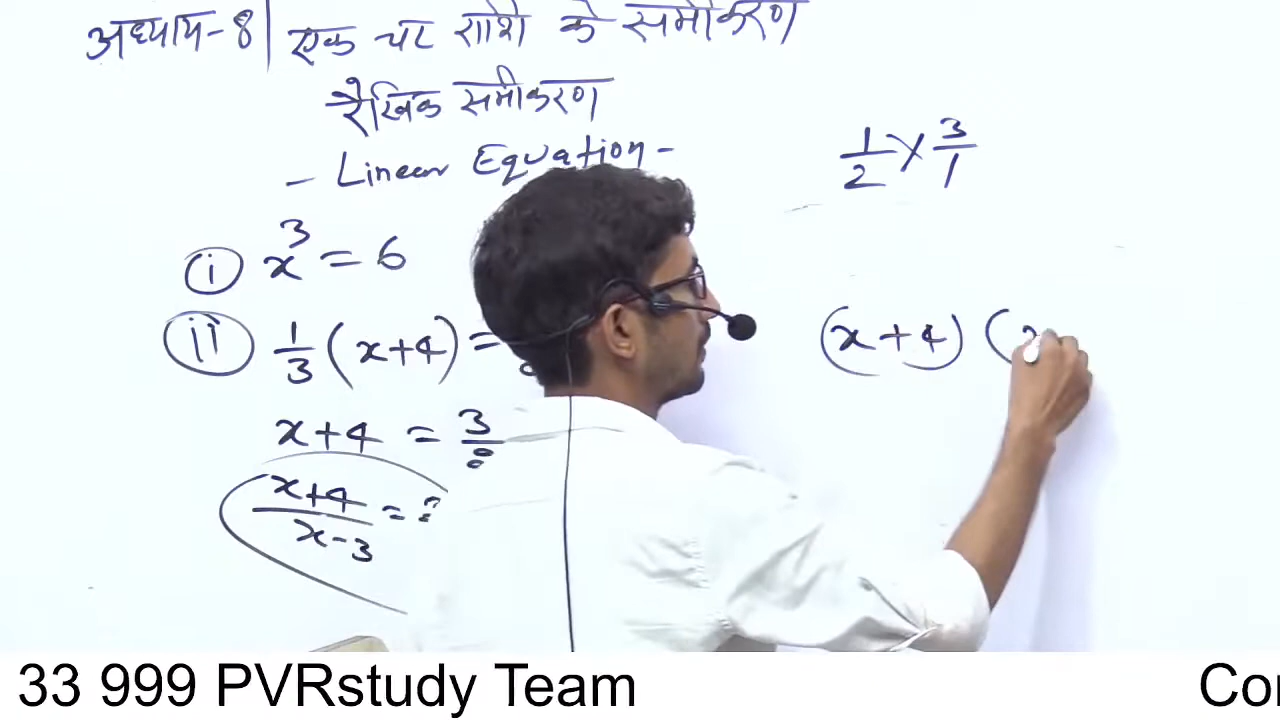 अध्याय-8 | एक चर राशि के समीकरण
रैखिक समीकरण
- Linear Equation -
1/2 × 3/1
(i) x³ = 6
(ii) 1/3 (x+4) =
(x+4) (
x+4 = 3/
x+4/x-3 = ?
33 999 PVRstudy Team